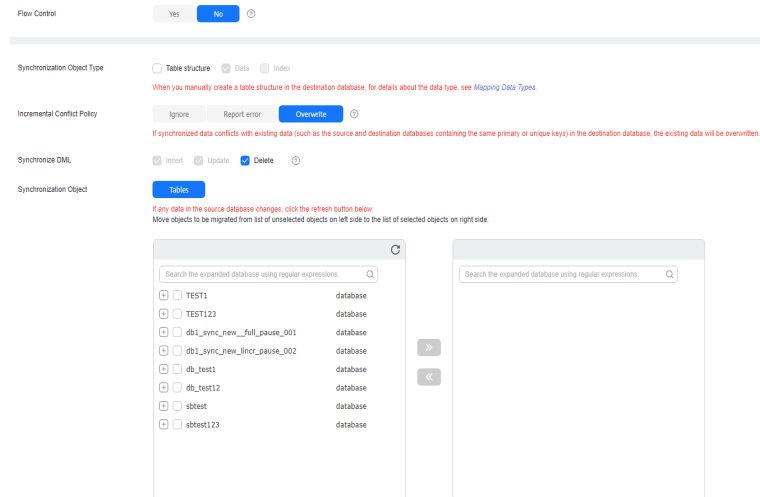 Flow Control Yes No
Synchronization Object Type Table structure Data Index
When you manually create a table structure in the destination database, for details about the data type, see Mapping Data Types.
Incremental Conflict Policy Ignore Report error Overwrite
If synchronized data conflicts with existing data (such as the source and destination databases containing the same primary or unique keys) in the destination database, the existing data will be overwritten.
Synchronize DML Insert Update Delete
Synchronization Object Tables
If any data in the source database changes, click the refresh button below.
Move objects to be migrated from list of unselected objects on left side to the list of selected objects on right side.
Search the expanded database using regular expressions. Search the expanded database using regular expressions.
TEST1 database
TEST123 database
db1_sync_new__full_pause_001 database
db1_sync_new_lincr_pause_002 database
db_test1 database
db_test12 database
sbtest database
sbtest123 database